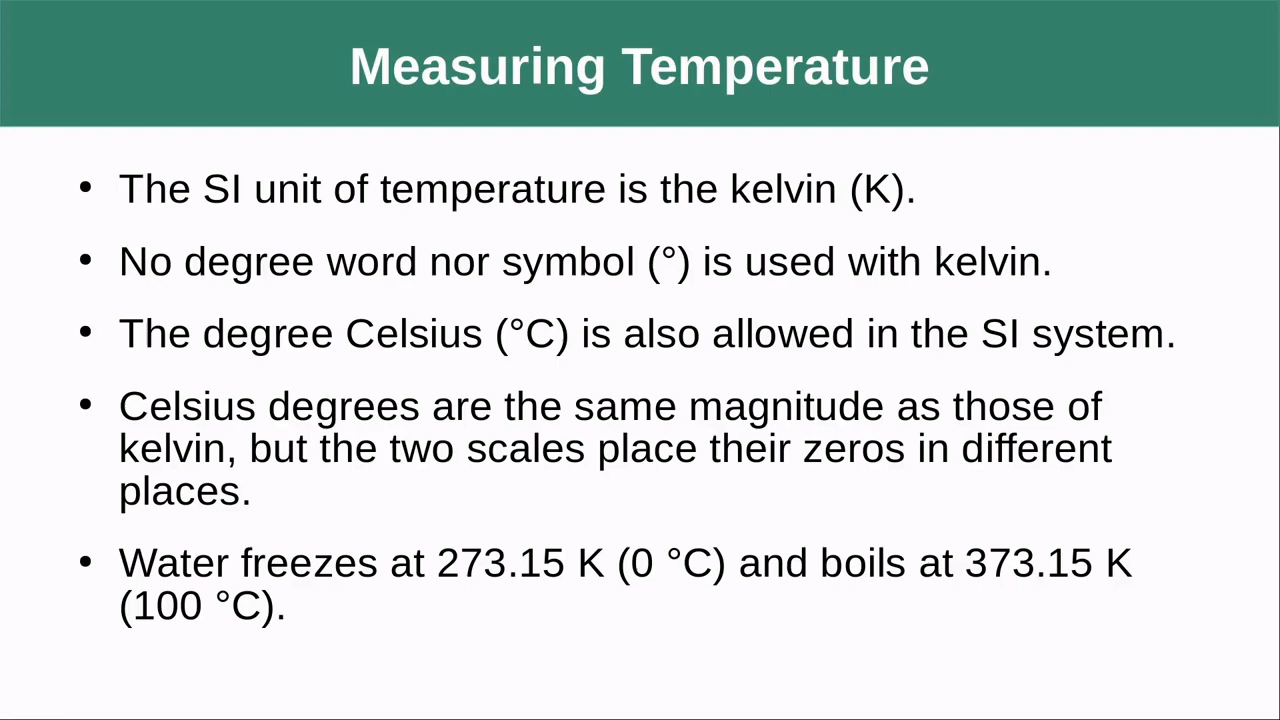 Measuring Temperature
• The SI unit of temperature is the kelvin (K).
• No degree word nor symbol (°) is used with kelvin.
• The degree Celsius (°C) is also allowed in the SI system.
• Celsius degrees are the same magnitude as those of
kelvin, but the two scales place their zeros in different
places.
• Water freezes at 273.15 K (0 °C) and boils at 373.15 K
(100 °C).